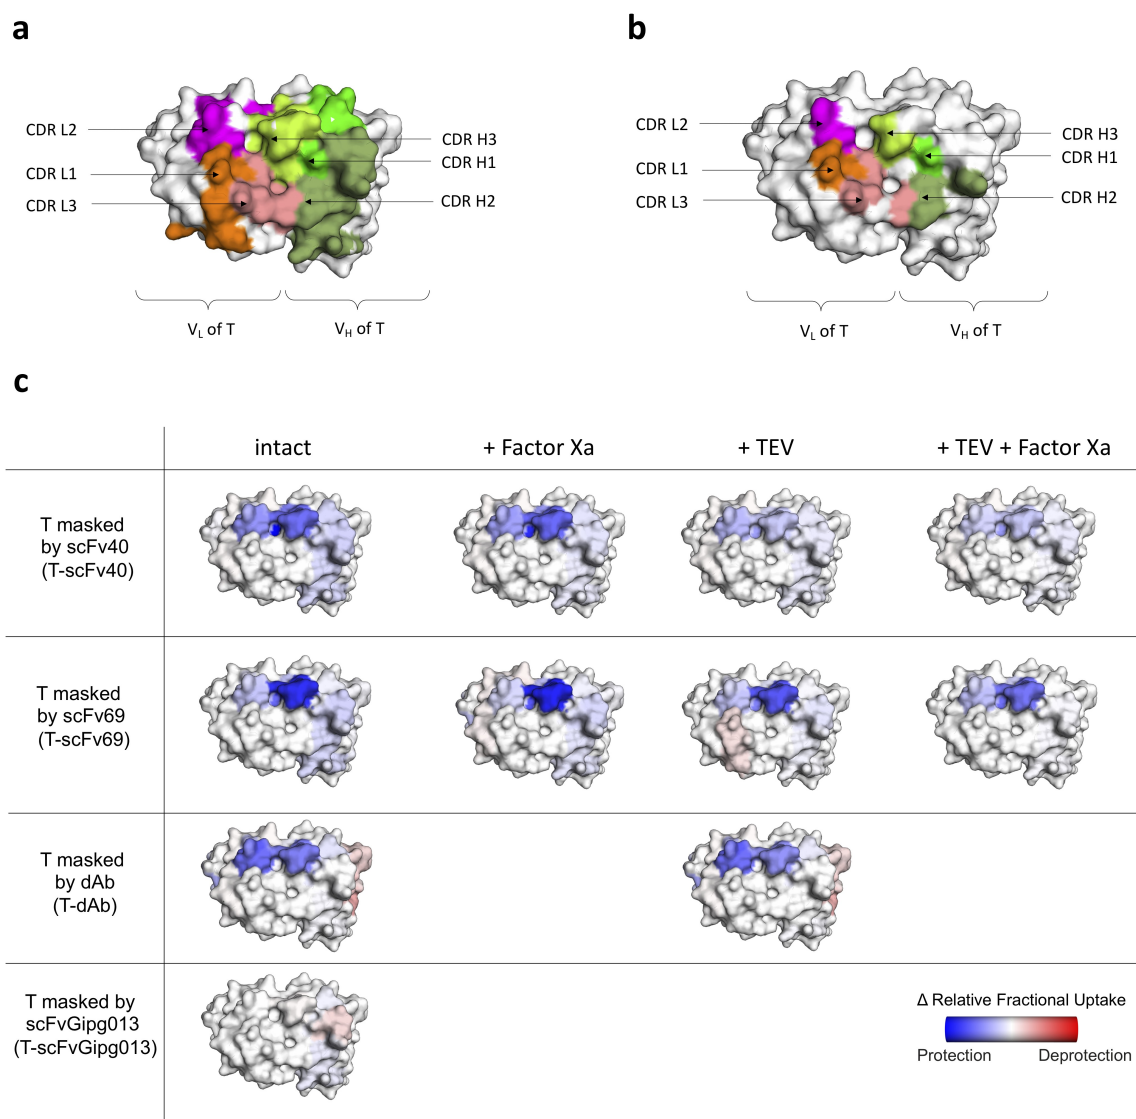 a
CDR L2
CDR L1
CDR L3
CDR H3
CDR H1
CDR H2
VL of T
VH of T
b
CDR L2
CDR L1
CDR L3
CDR H3
CDR H1
CDR H2
VL of T
VH of T
c
intact
+ Factor Xa
+ TEV
+ TEV + Factor Xa
T masked
by scFv40
(T-scFv40)
T masked
by scFv69
(T-scFv69)
T masked
by dAb
(T-dAb)
T masked by
scFvGipg013
(T-scFvGipg013)
Δ Relative Fractional Uptake
Protection
Deprotection